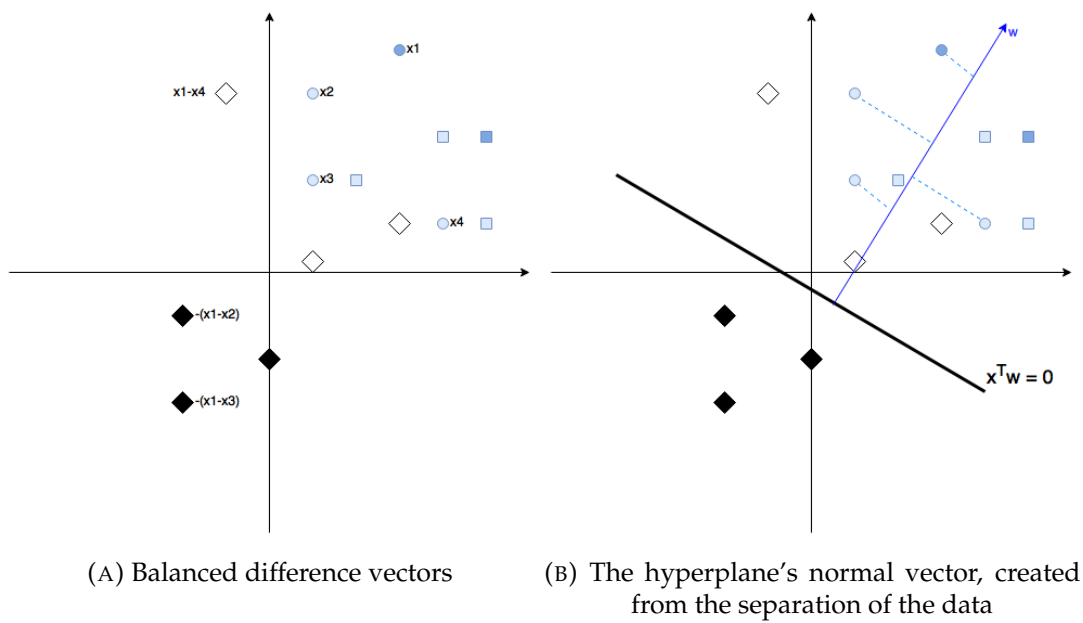 x1
x1-x4
x2
x3
x4
-(x1-x2)
-(x1-x3)
w
xᵀw = 0
(A) Balanced difference vectors
(B) The hyperplane's normal vector, created
from the separation of the data